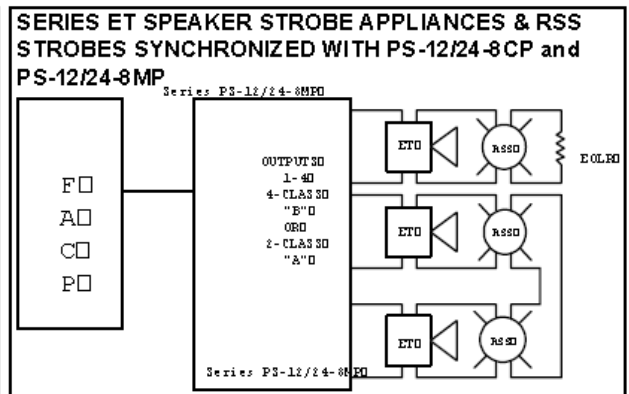 SERIES ET SPEAKER STROBE APPLIANCES & RSS
STROBES SYNCHRONIZED WITH PS-12/24-8CP and
PS-12/24-8MP
Series PS-12/24-8MP□
F□
A□
C□
P□
OUTPUTS□
1-4□
4-CLASS□
"B"□
OR□
2-CLASS□
"A"□
ET□
RSS□
EOLR□
ET□
RSS□
ET□
RSS□
Series PS-12/24-8MP□